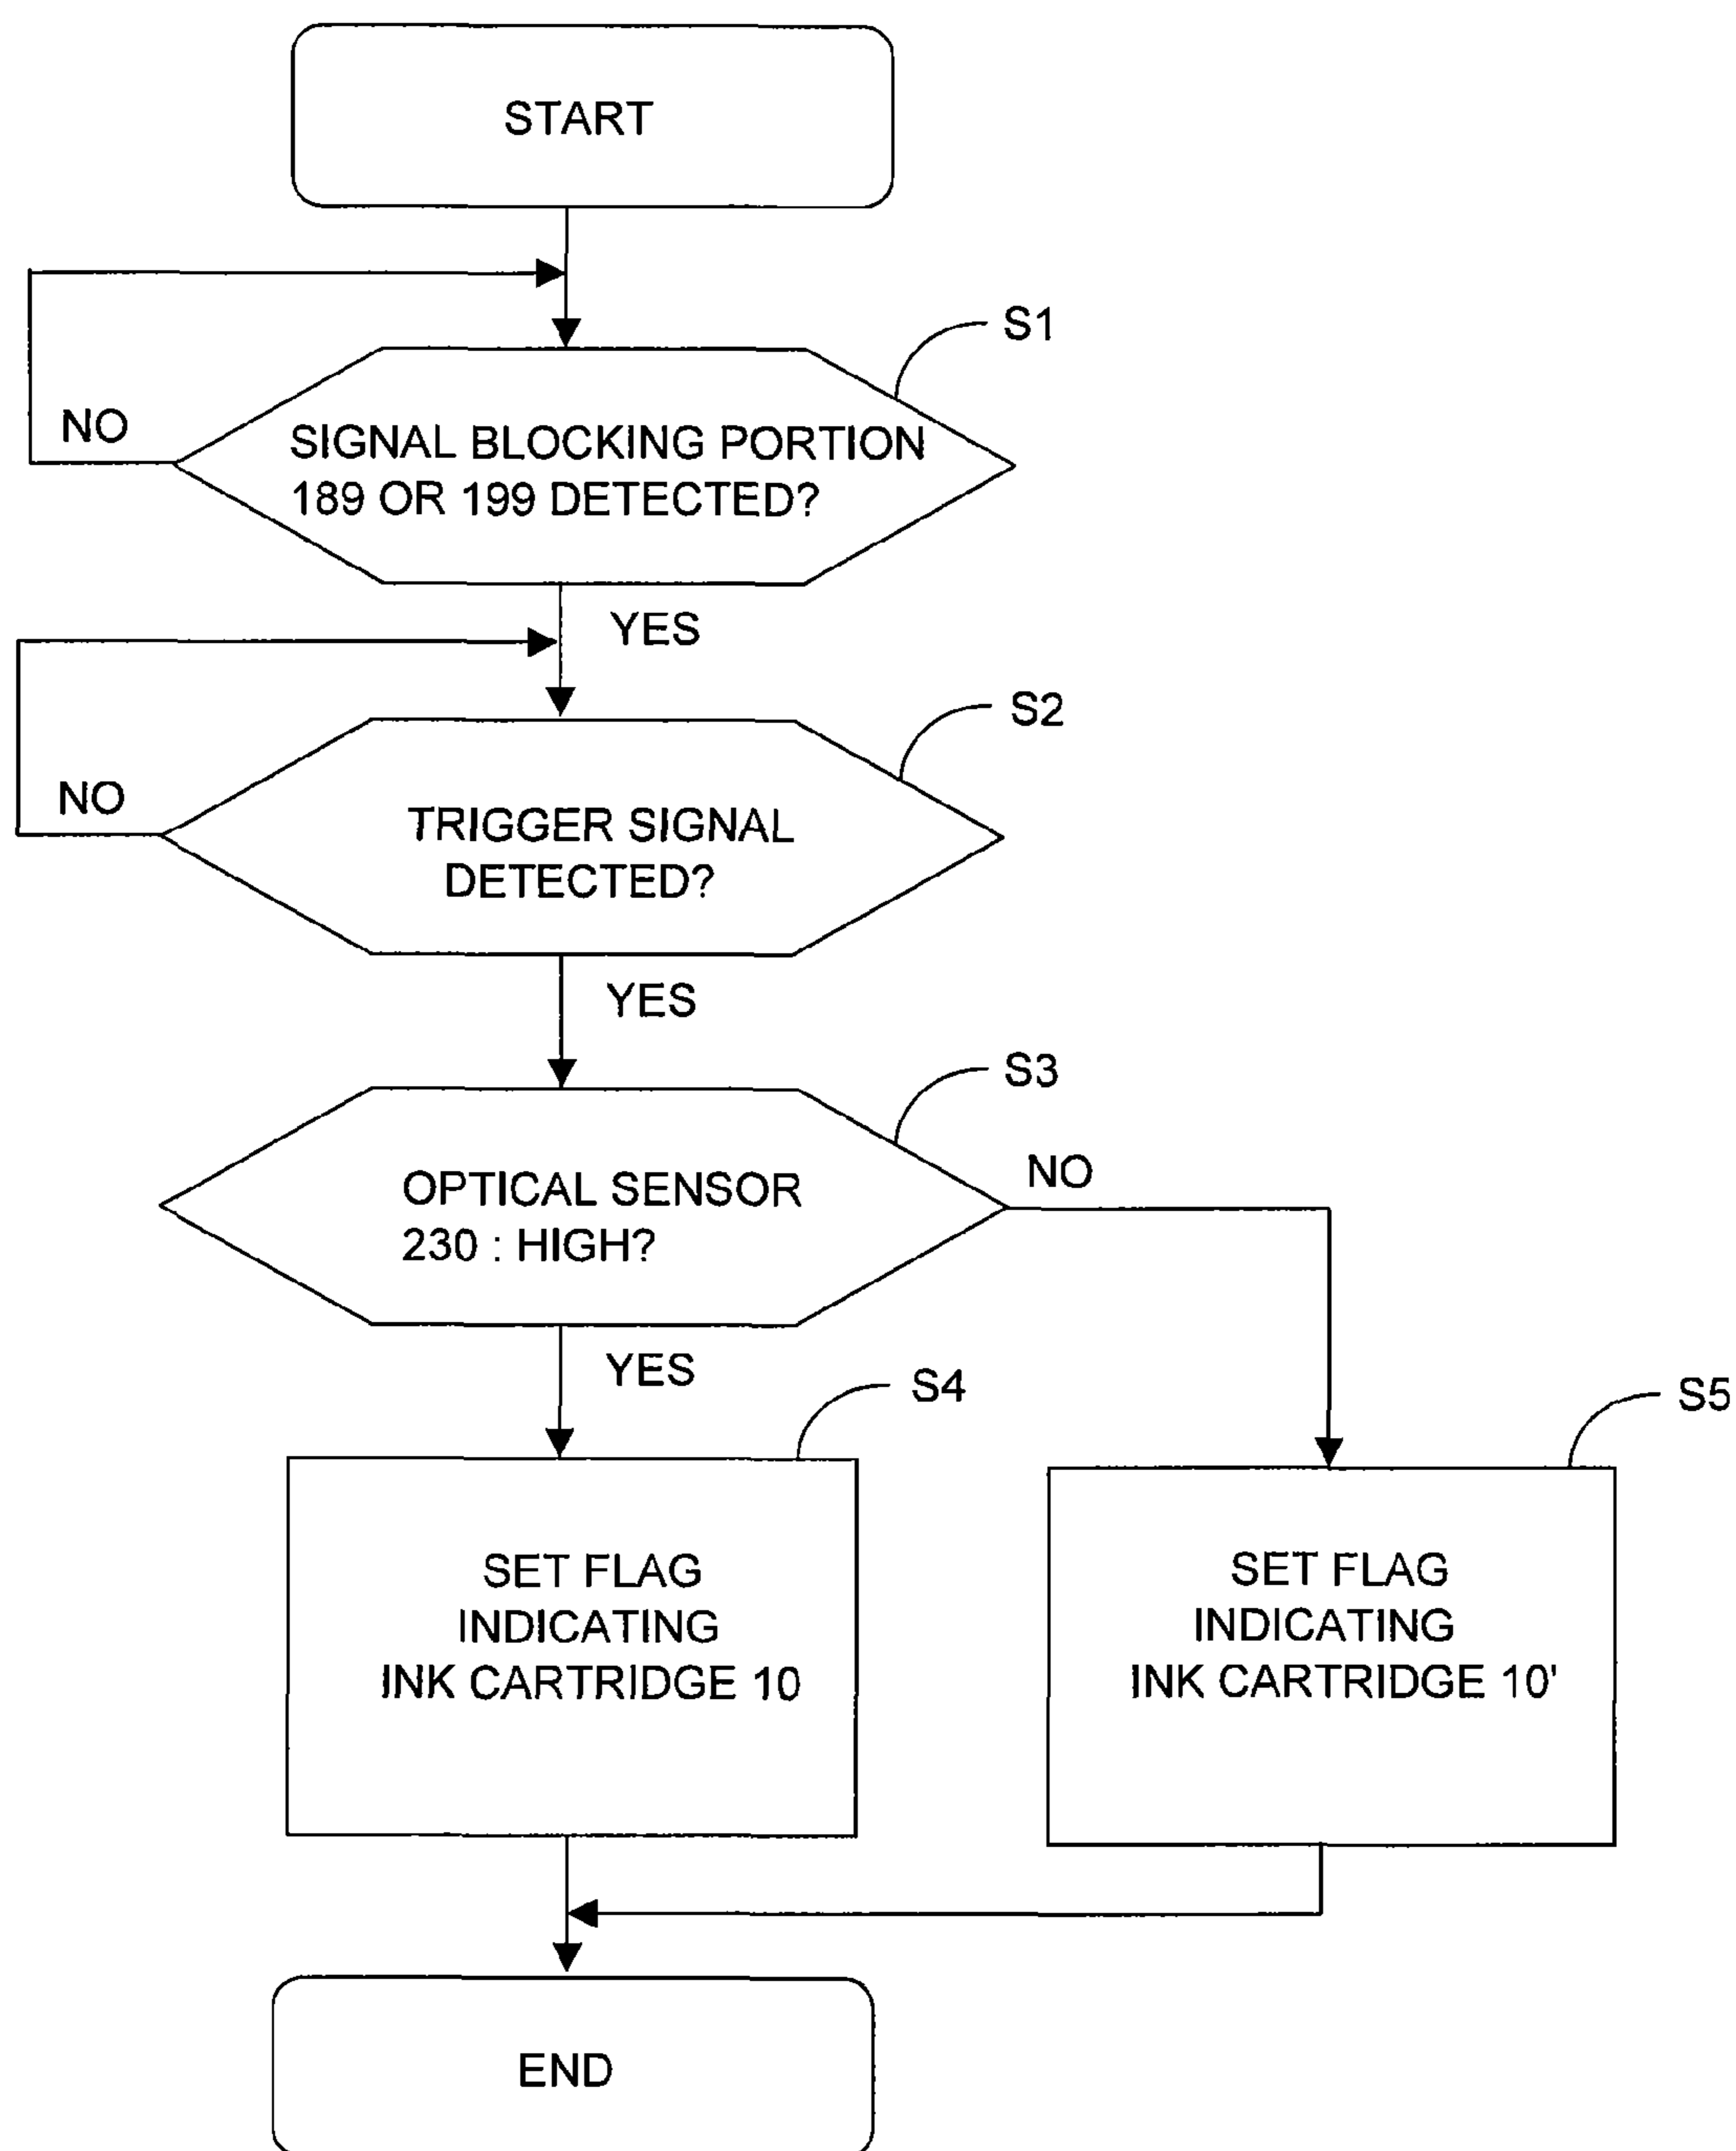 START
S1
NO
SIGNAL BLOCKING PORTION
189 OR 199 DETECTED?
YES
S2
NO
TRIGGER SIGNAL
DETECTED?
YES
S3
OPTICAL SENSOR
230 : HIGH?
NO
YES
S4
S5
SET FLAG
INDICATING
INK CARTRIDGE 10
SET FLAG
INDICATING
INK CARTRIDGE 10'
END